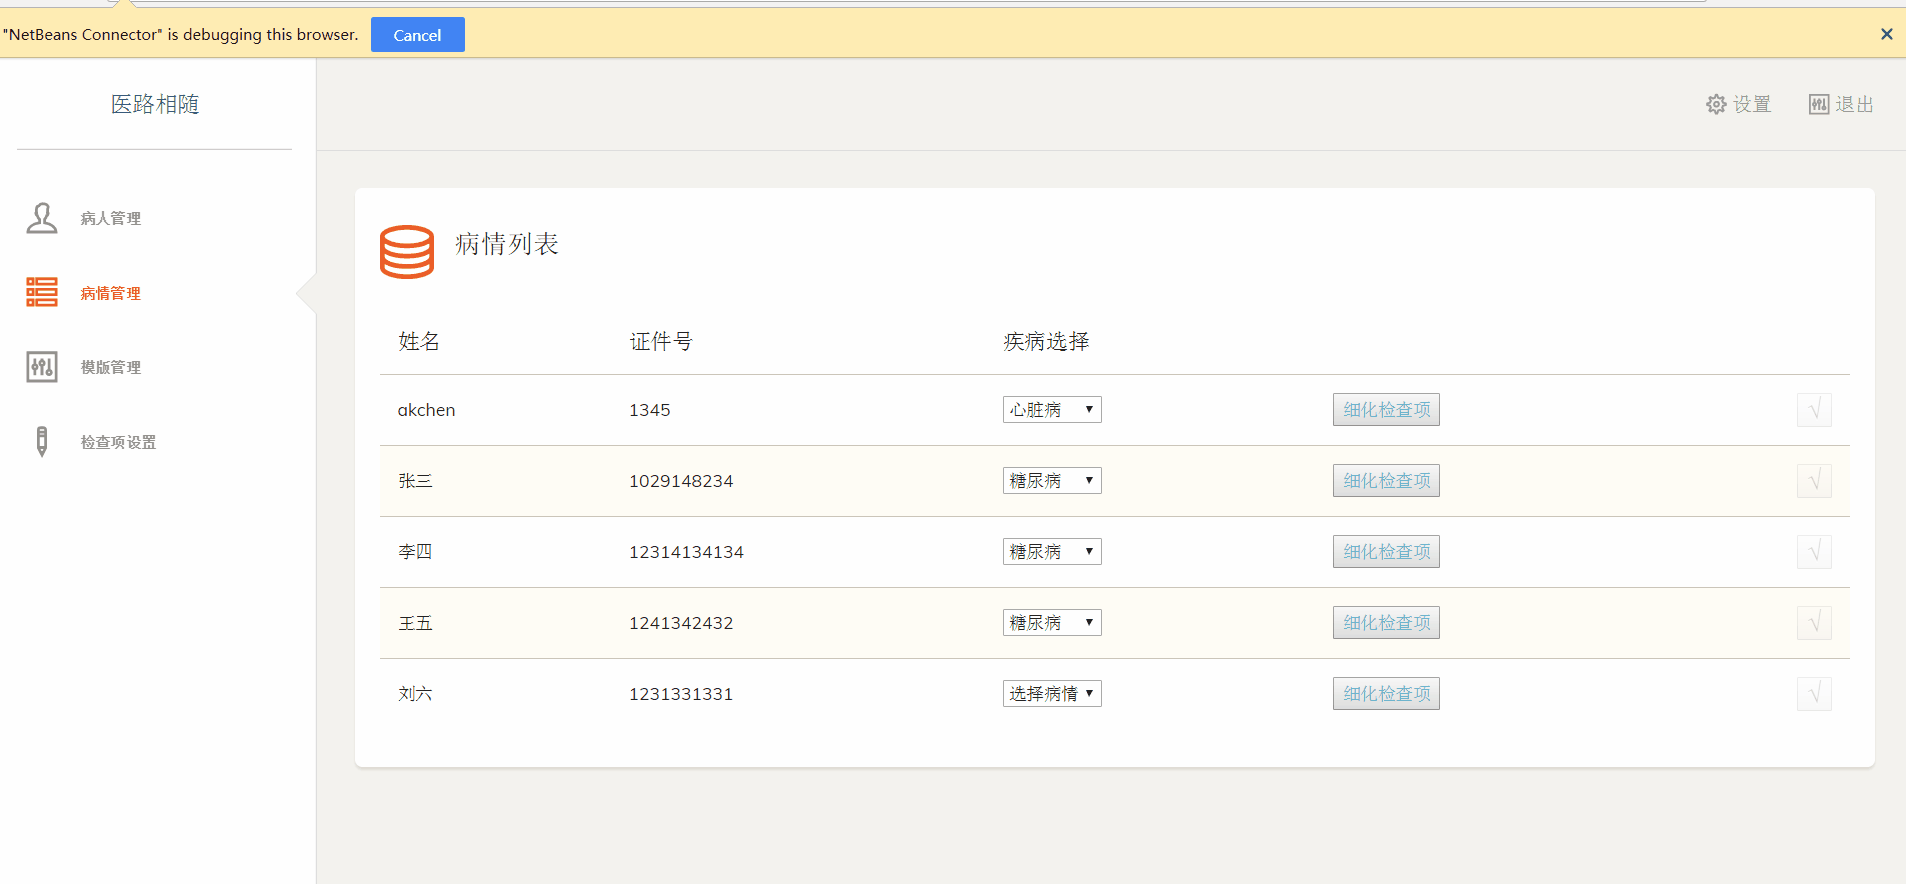 "NetBeans Connector" is debugging this browser. Cancel
医路相随
设置 退出
病人管理
病情管理
模版管理
检查项设置
病情列表
姓名 证件号 疾病选择
akchen 1345 心脏病 细化检查项 √
张三 1029148234 糖尿病 细化检查项 √
李四 12314134134 糖尿病 细化检查项 √
王五 1241342432 糖尿病 细化检查项 √
刘六 1231331331 选择病情 细化检查项 √